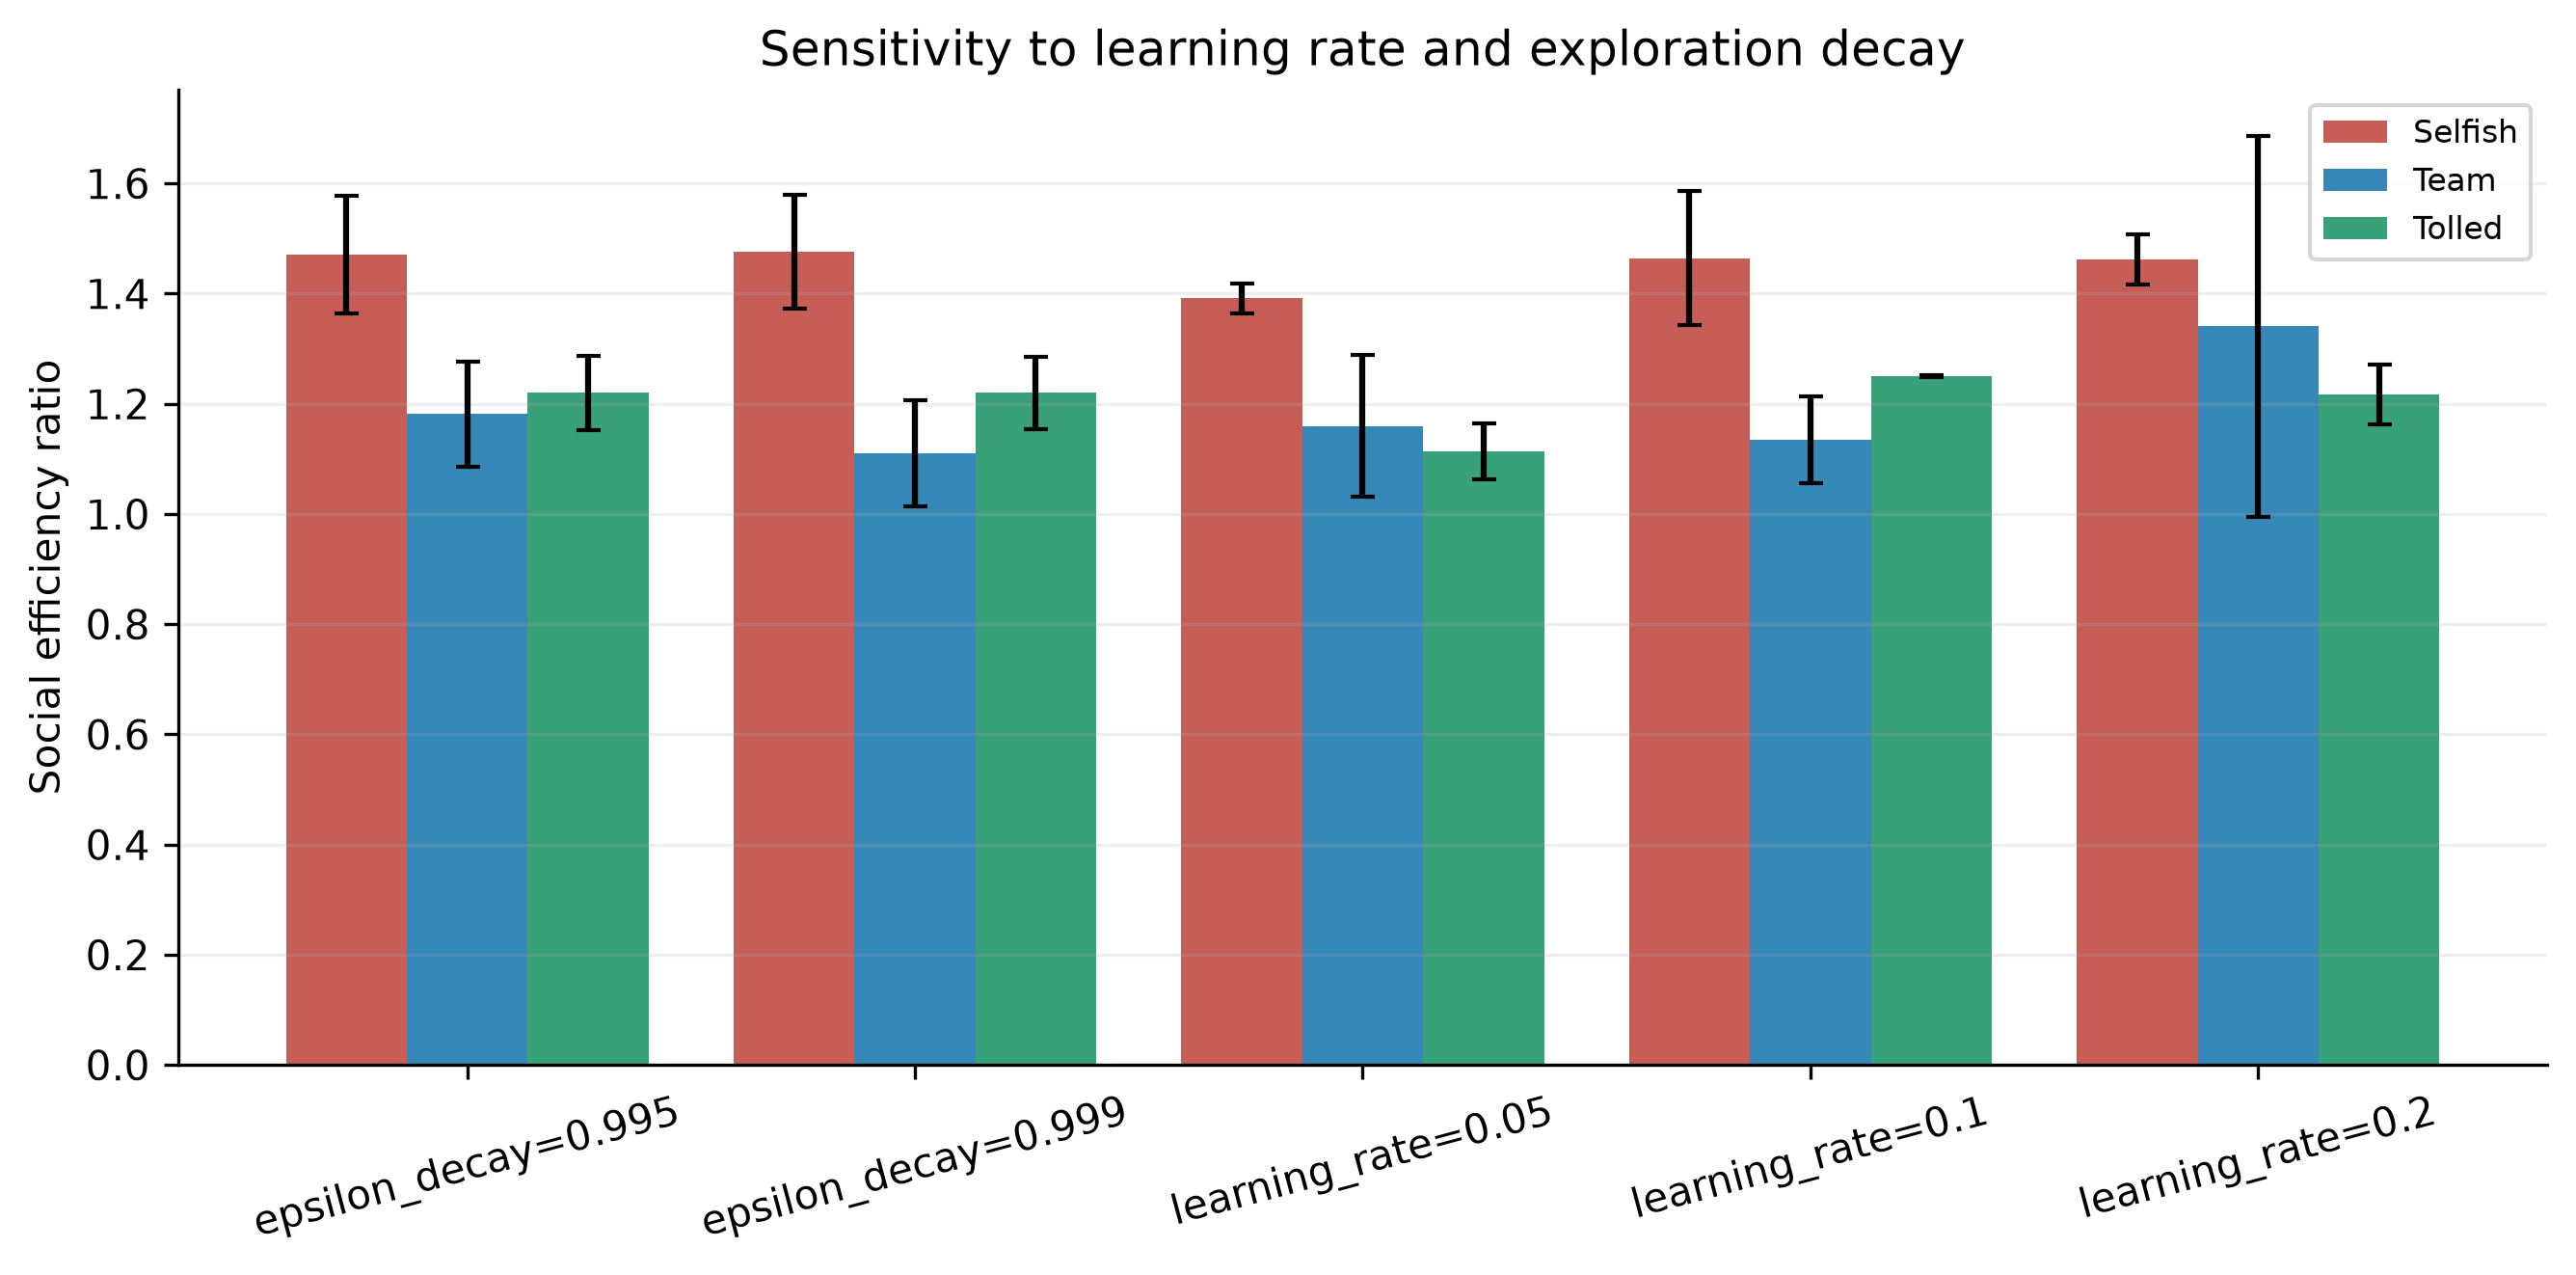 Sensitivity to learning rate and exploration decay
Selfish
Team
Tolled
Social efficiency ratio
1.6
1.4
1.2
1.0
0.8
0.6
0.4
0.2
0.0
epsilon_decay=0.995
epsilon_decay=0.999
learning_rate=0.05
learning_rate=0.1
learning_rate=0.2